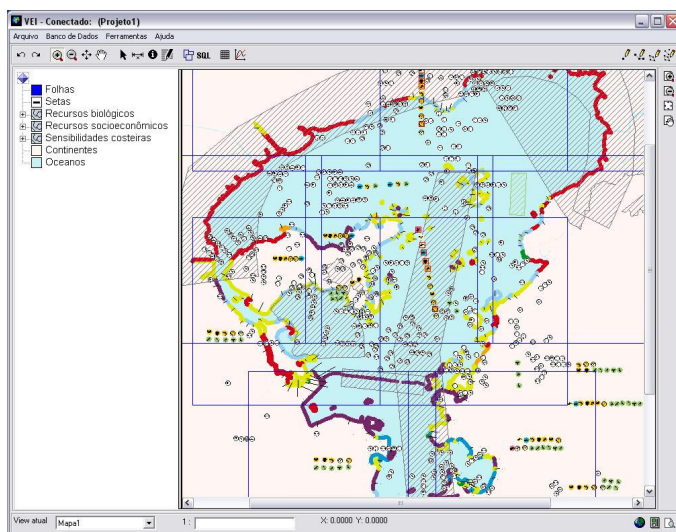 VEI - Conectado: (Projeto1)
Arquivo Banco de Dados Ferramentas Ajuda
SQL
Folhas
Setas
Recursos biológicos
Recursos socioeconômicos
Sensibilidades costeiras
Continentes
Oceanos
View atual Mapa1 1 : X: 0.0000 Y: 0.0000